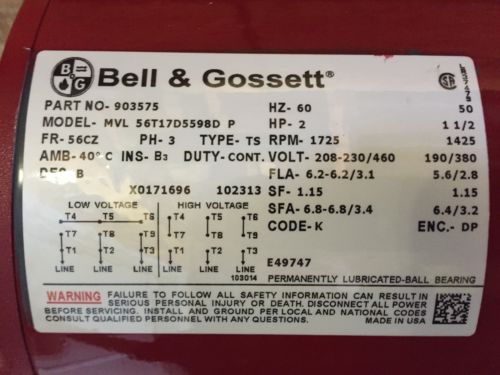 B&G Bell & Gossett®
PART NO- 903575 HZ- 60 50
MODEL- MVL 56T17D5598D P HP- 2 1 1/2
FR- 56CZ PH- 3 TYPE- TS RPM- 1725 1425
AMB- 40° C INS- B3 DUTY- CONT. VOLT- 208-230/460 190/380
DES B FLA- 6.2-6.2/3.1 5.6/2.8
X0171696 102313 SF- 1.15 1.15
LOW VOLTAGE HIGH VOLTAGE SFA- 6.8-6.8/3.4 6.4/3.2
T4 T5 T6 T4 T5 T6 CODE- K ENC.- DP
T7 T8 T9 T7 T8 T9
T1 T2 T3 T1 T2 T3 E49747
LINE LINE LINE LINE LINE LINE
103014 PERMANENTLY LUBRICATED-BALL BEARING
WARNING FAILURE TO FOLLOW ALL SAFETY INFORMATION CAN RESULT IN
SERIOUS PERSONAL INJURY OR DEATH. DISCONNECT ALL POWER
BEFORE SERVICING. INSTALL AND GROUND PER LOCAL AND NATIONAL CODES
CONSULT QUALIFIED PERSONNEL WITH ANY QUESTIONS. MADE IN USA